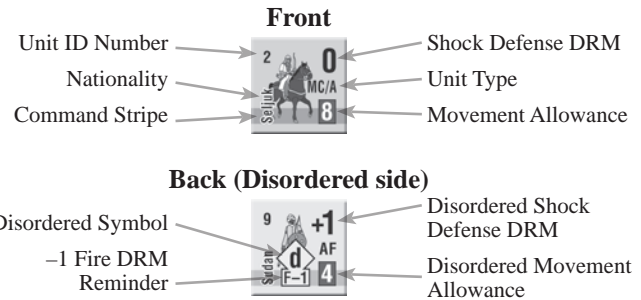 Front
Unit ID Number
Nationality
Command Stripe
2
0
MC/A
Seljuk
8
Shock Defense DRM
Unit Type
Movement Allowance
Back (Disordered side)
Disordered Symbol
–1 Fire DRM
Reminder
9
+1
AF
d
Sudan
F–1
4
Disordered Shock
Defense DRM
Disordered Movement
Allowance